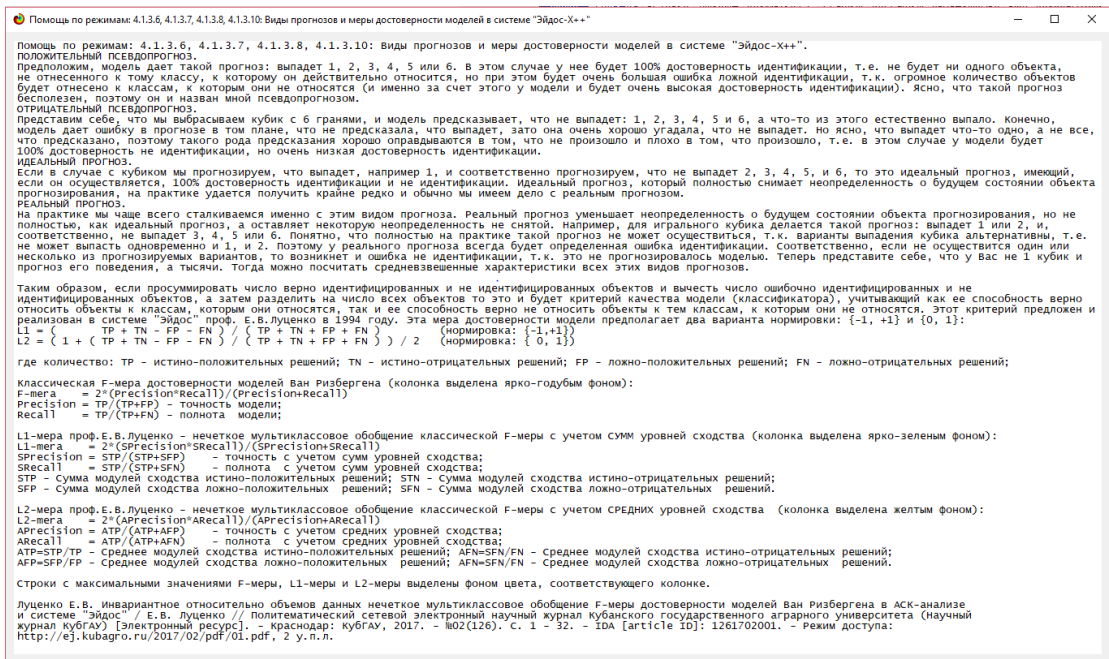 Помощь по режимам: 4.1.3.6, 4.1.3.7, 4.1.3.8, 4.1.3.10: Виды прогнозов и меры достоверности моделей в системе "Эйдос-Х++"
Помощь по режимам: 4.1.3.6, 4.1.3.7, 4.1.3.8, 4.1.3.10: Виды прогнозов и меры достоверности моделей в системе "ЭЙДОС-Х++".
ПОЛОЖИТЕЛЬНЫЙ ПСЕВДОПРОГНОЗ.
Предположим, модель дает такой прогноз: выпадет 1, 2, 3, 4, 5 или 6. В этом случае у нее будет 100% достоверность идентификации, т.е. не будет ни одного объекта,
не отнесенного к тому классу, к которому он действительно относится, но при этом будет очень большая ошибка ложной идентификации, т.к. огромное количество объектов
будет отнесено к классам, к которым они не относятся (и именно за счет этого у модели и будет очень высокая достоверность идентификации). Ясно, что такой прогноз
бесполезен, поэтому он и назван мной псевдопрогнозом.
ОТРИЦАТЕЛЬНЫЙ ПСЕВДОПРОГНОЗ.
Представим себе, что мы выбрасываем кубик с 6 гранями, и модель предсказывает, что не выпадет: 1, 2, 3, 4, 5 и 6, а что-то из этого естественно выпало. Конечно,
модель дает ошибку в прогнозе в том плане, что не предсказала, что выпадет, зато она очень хорошо угадала, что не выпадет. Но ясно, что выпадет что-то одно, а не все,
что предсказано, поэтому такого рода предсказания хорошо оправдываются в том, что не произошло и плохо в том, что произошло, т.е. в этом случае у модели будет
100% достоверность не идентификации, но очень низкая достоверность идентификации.
ИДЕАЛЬНЫЙ ПРОГНОЗ.
Если в случае с кубиком мы прогнозируем, что выпадет, например 1, и соответственно прогнозируем, что не выпадет 2, 3, 4, 5, и 6, то это идеальный прогноз, имеющий,
если он осуществляется, 100% достоверность идентификации и не идентификации. Идеальный прогноз, который полностью снимает неопределенность о будущем состоянии объекта
прогнозирования, на практике удается получить крайне редко и обычно мы имеем дело с реальным прогнозом.
РЕАЛЬНЫЙ ПРОГНОЗ.
На практике мы чаще всего сталкиваемся именно с этим видом прогноза. Реальный прогноз уменьшает неопределенность о будущем состоянии объекта прогнозирования, но не
полностью, как идеальный прогноз, а оставляет некоторую неопределенность не снятой. Например, для игрального кубика делается такой прогноз: выпадет 1 или 2, и,
соответственно, не выпадет 3, 4, 5 или 6. Понятно, что полностью на практике такой прогноз не может осуществиться, т.к. варианты выпадения кубика альтернативны, т.е.
не может выпасть одновременно и 1, и 2. Поэтому у реального прогноза всегда будет определенная ошибка идентификации. Соответственно, если не осуществится один или
несколько из прогнозируемых вариантов, то возникнет и ошибка не идентификации, т.к. это не прогнозировалось моделью. Теперь представите себе, что у Вас не 1 кубик и
прогноз его поведения, а тысячи. Тогда можно посчитать средневзвешенные характеристики всех этих видов прогнозов.
Таким образом, если просуммировать число верно идентифицированных и не идентифицированных объектов и вычесть число ошибочно идентифицированных и не
идентифицированных объектов, а затем разделить на число всех объектов то это и будет критерий качества модели (классификатора), учитывающий как ее способность верно
относить объекты к классам, которым они относятся, так и ее способность верно не относить объекты к тем классам, к которым они не относятся. Этот критерий предложен и
реализован в системе "Эйдос" проф. Е.В.Луценко в 1994 году. Эта мера достоверности модели предполагает два варианта нормировки: {-1, +1} и {0, 1}:
L1 = ( TP + TN - FP - FN ) / ( TP + TN + FP + FN ) (нормировка: {-1,+1})
L2 = ( 1 + ( TP + TN - FP - FN ) / ( TP + TN + FP + FN ) ) / 2 (нормировка: { 0, 1})
где количество: TP - истино-положительных решений; TN - истино-отрицательных решений; FP - ложно-положительных решений; FN - ложно-отрицательных решений;
Классическая F-мера достоверности моделей Ван Ризбергена (колонка выделена ярко-годубым фоном):
F-мера = 2*(Precision*Recall)/(Precision+Recall)
Precision = TP/(TP+FP) - точность модели;
Recall = TP/(TP+FN) - полнота модели;
L1-мера проф.Е.В.Луценко - нечеткое мультиклассовое обобщение классической F-меры с учетом СУММ уровней сходства (колонка выделена ярко-зеленым фоном):
L1-мера = 2*(SPrecision*SRecall)/(SPrecision+SRecall)
SPrecision = STP/(STP+SFP) - точность с учетом сумм уровней сходства;
SRecall = STP/(STP+SFN) - полнота с учетом сумм уровней сходства;
STP - Сумма модулей сходства истино-положительных решений; STN - Сумма модулей сходства истино-отрицательных решений;
SFP - Сумма модулей сходства ложно-положительных решений; SFN - Сумма модулей сходства ложно-отрицательных решений.
L2-мера проф.Е.В.Луценко - нечеткое мультиклассовое обобщение классической F-меры с учетом СРЕДНИХ уровней сходства (колонка выделена желтым фоном):
L2-мера = 2*(APrecision*ARecall)/(APrecision+ARecall)
APrecision = ATP/(ATP+AFP) - точность с учетом средних уровней сходства;
ARecall = ATP/(ATP+AFN) - полнота с учетом средних уровней сходства;
ATP=STP/TP - Среднее модулей сходства истино-положительных решений; AFN=SFN/FN - Среднее модулей сходства истино-отрицательных решений;
AFP=SFP/FP - Среднее модулей сходства ложно-положительных решений; AFN=SFN/FN - Среднее модулей сходства ложно-отрицательных решений.
Строки с максимальными значениями F-меры, L1-меры и L2-меры выделены фоном цвета, соответствующего колонке.
Луценко Е.В. Инвариантное относительно объемов данных нечеткое мультиклассовое обобщение F-меры достоверности моделей Ван Ризбергена в АСК-анализе
и системе "Эйдос" / Е.В. Луценко // Политематический сетевой электронный научный журнал Кубанского государственного аграрного университета (Научный
журнал КубГАУ) [Электронный ресурс]. - Краснодар: КубГАУ, 2017. - №02(126). С. 1 - 32. - IDA [article ID]: 1261702001. - Режим доступа:
http://ej.kubagro.ru/2017/02/pdf/01.pdf, 2 у.п.л.